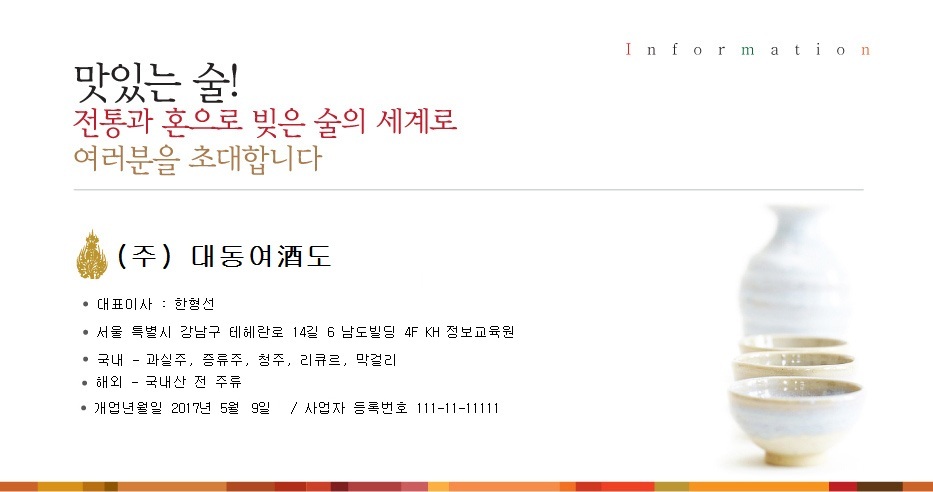 Information
맛있는 술!
전통과 혼으로 빚은 술의 세계로
여러분을 초대합니다
(주) 대동여酒도
• 대표이사 : 한형선
• 서울 특별시 강남구 테헤란로 14길 6 남도빌딩 4F KH 정보교육원
• 국내 - 과실주, 증류주, 청주, 리큐르, 막걸리
• 해외 - 국내산 전 주류
• 개업년월일 2017년 5월 9일 / 사업자 등록번호 111-11-11111